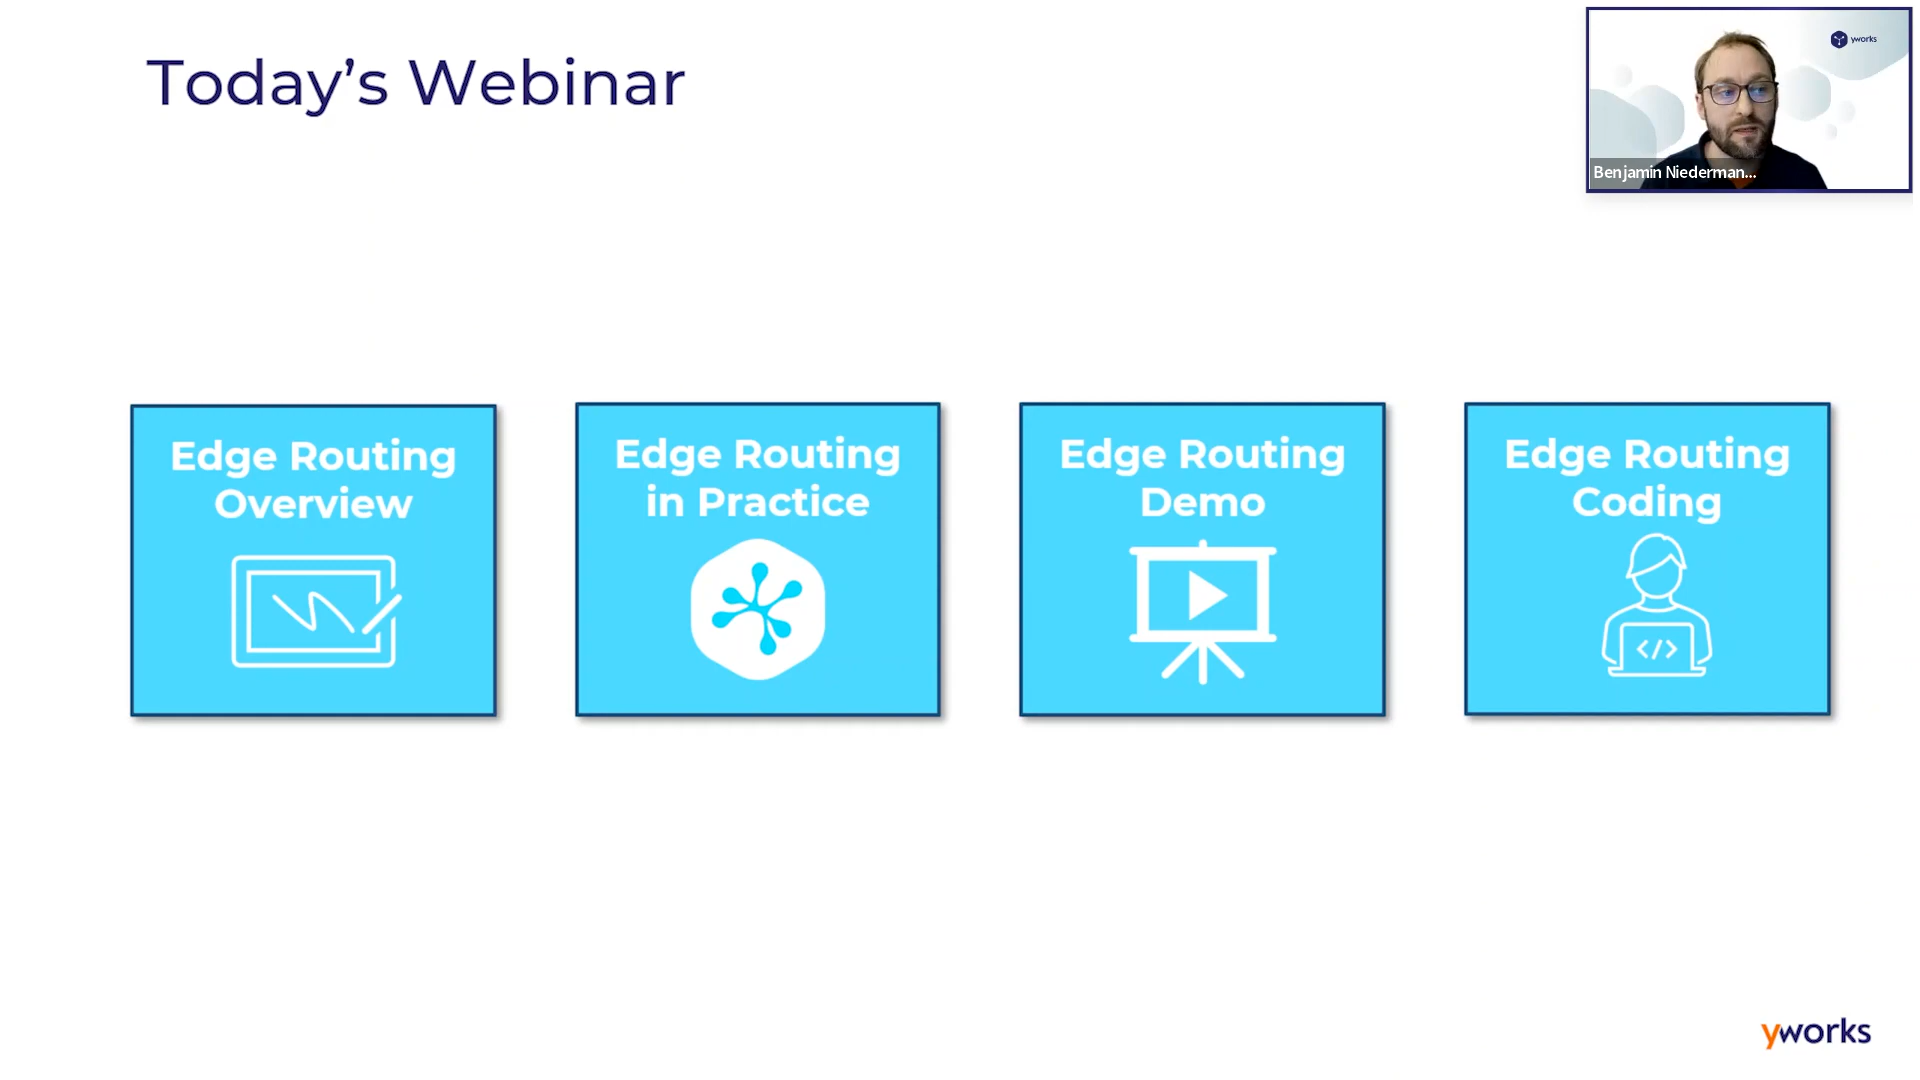 Today’s Webinar
yworks
Benjamin Niederman...
Edge Routing
Overview
Edge Routing
in Practice
Edge Routing
Demo
Edge Routing
Coding
</>
yworks